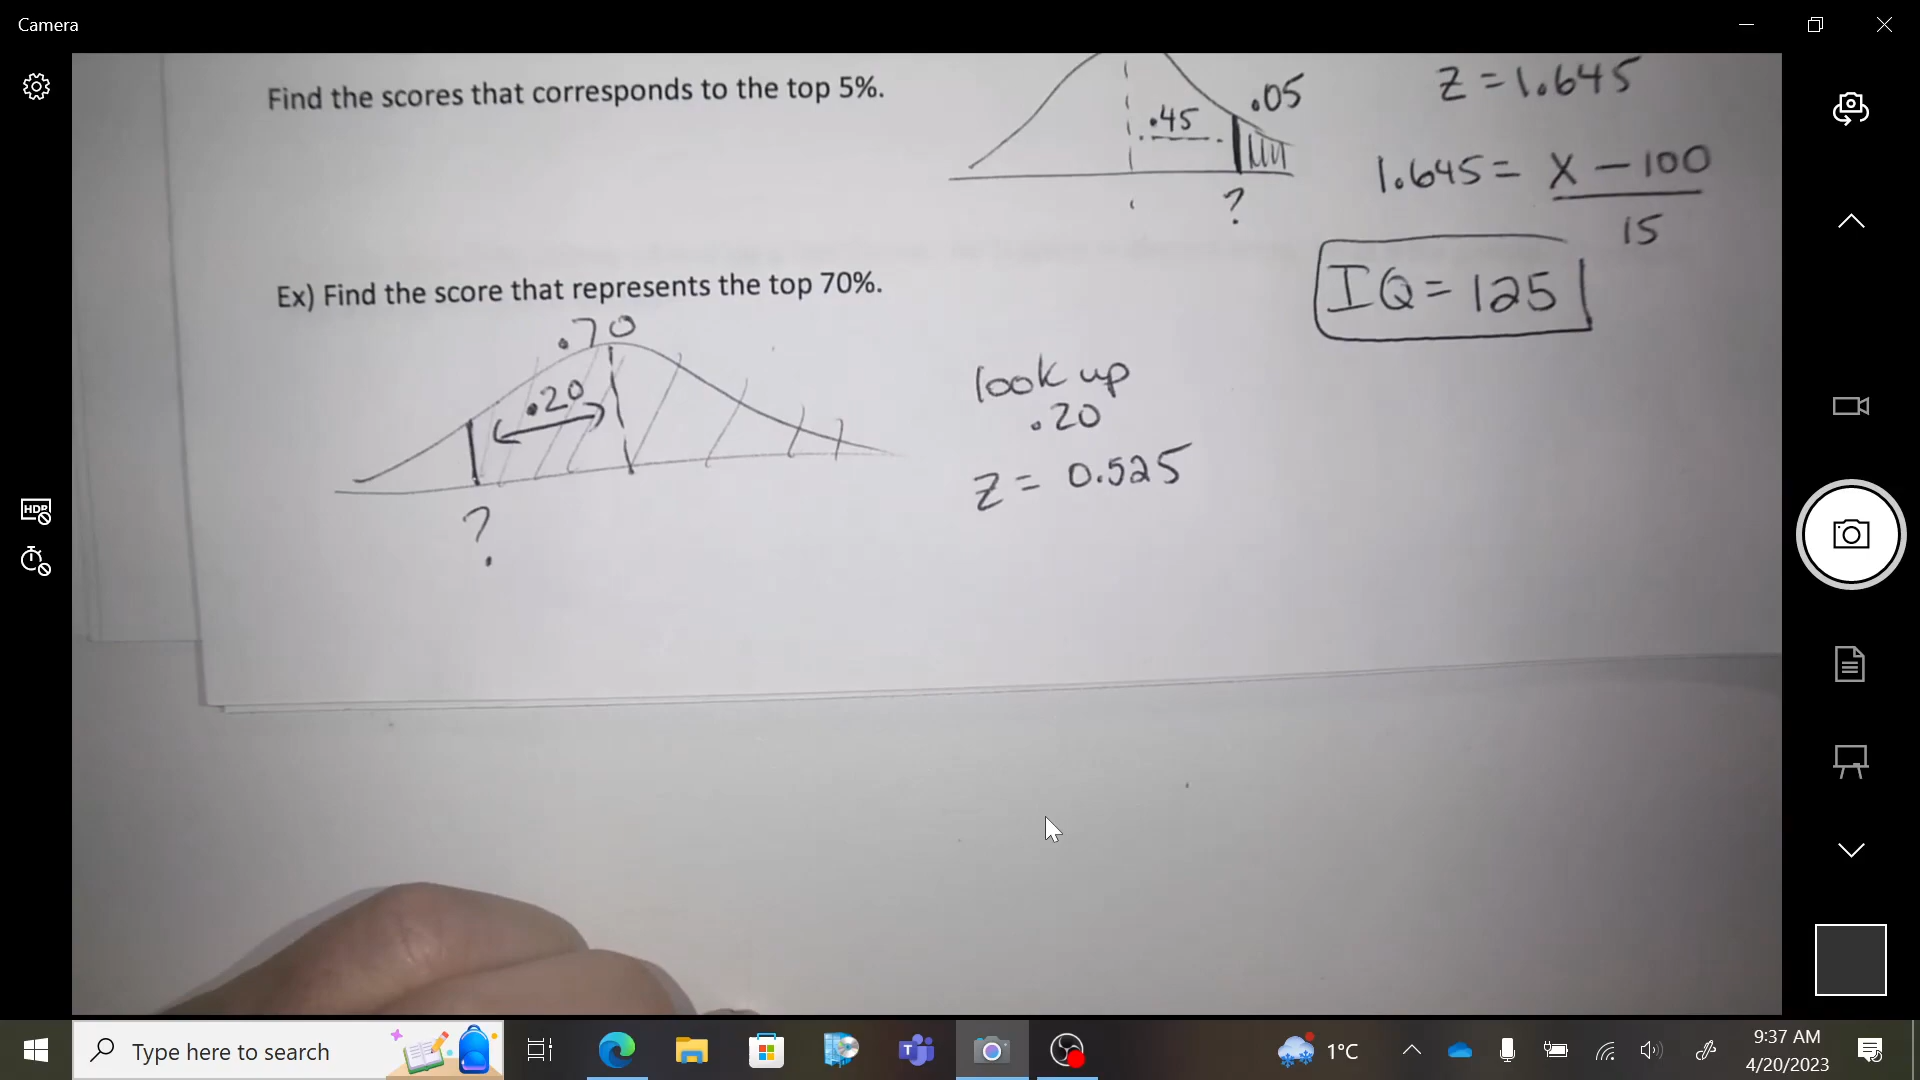 Camera
Find the scores that corresponds to the top 5%.
.45
.05
?
Z = 1.645
1.645 = X - 100
15
IQ = 125
Ex) Find the score that represents the top 70%.
.70
.20
?
look up
.20
Z = 0.525
HDR
Type here to search
1°C
9:37 AM
4/20/2023